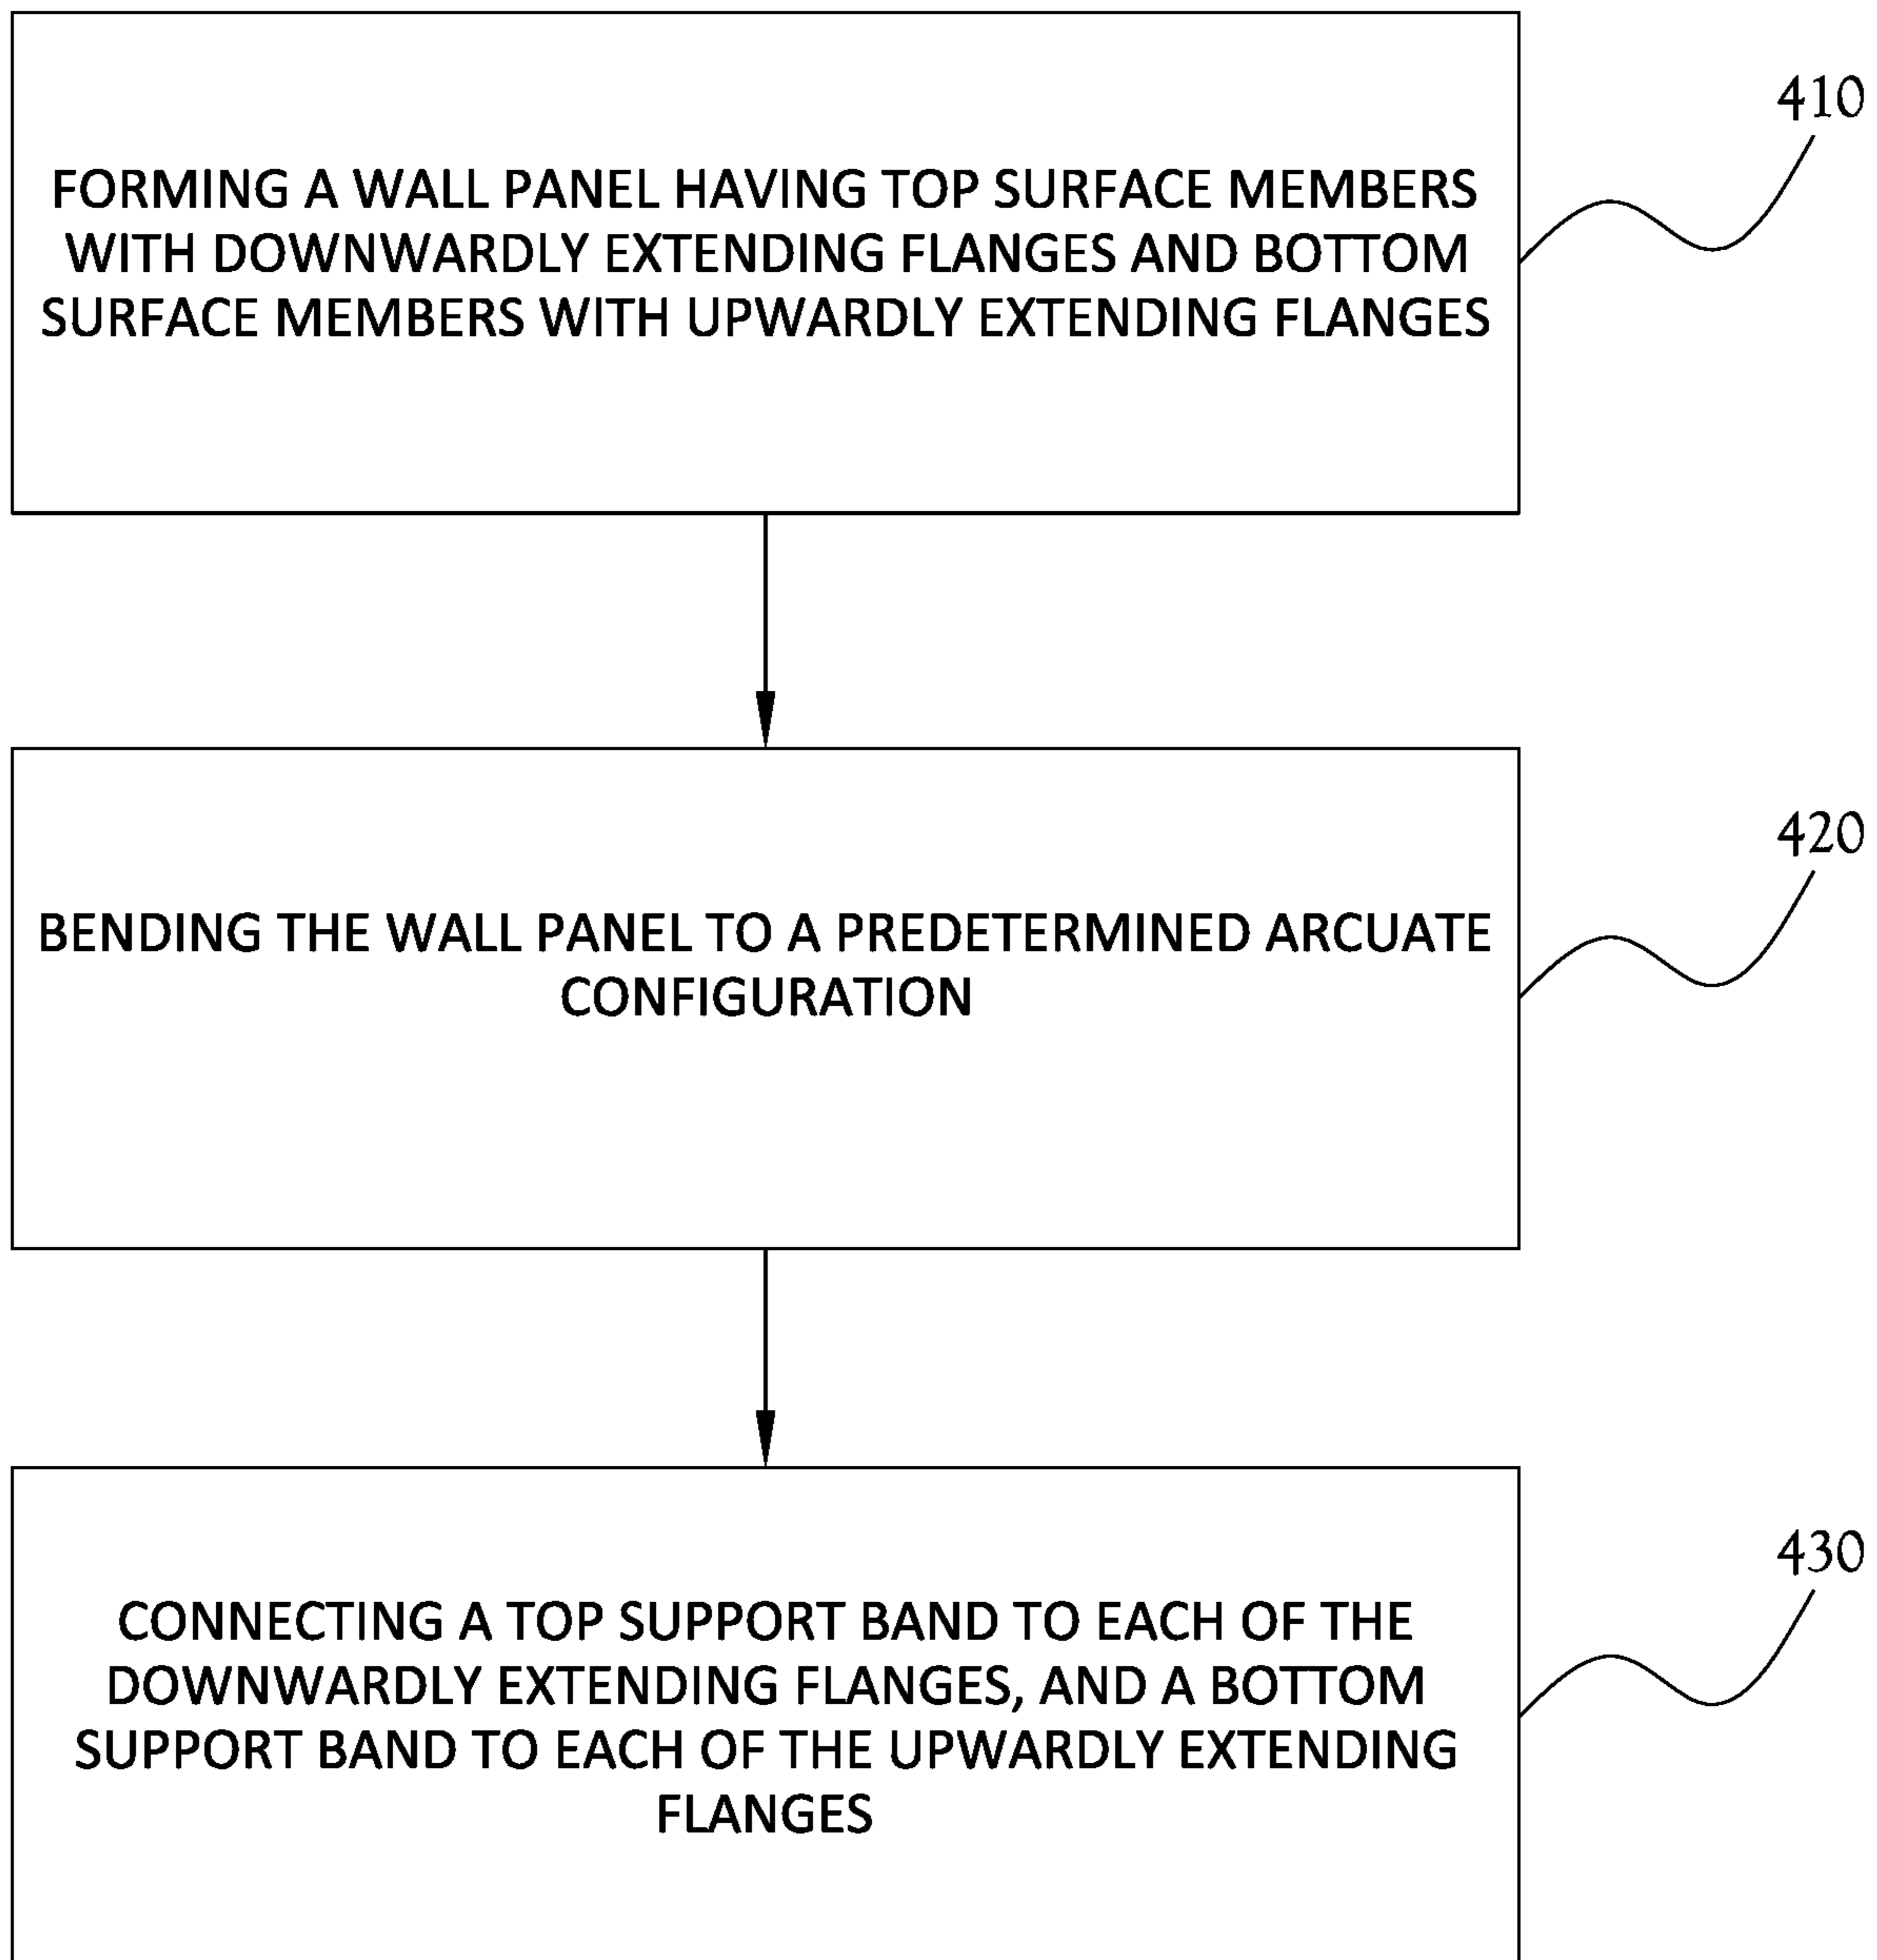 410
FORMING A WALL PANEL HAVING TOP SURFACE MEMBERS
WITH DOWNWARDLY EXTENDING FLANGES AND BOTTOM
SURFACE MEMBERS WITH UPWARDLY EXTENDING FLANGES
420
BENDING THE WALL PANEL TO A PREDETERMINED ARCUATE
CONFIGURATION
430
CONNECTING A TOP SUPPORT BAND TO EACH OF THE
DOWNWARDLY EXTENDING FLANGES, AND A BOTTOM
SUPPORT BAND TO EACH OF THE UPWARDLY EXTENDING
FLANGES